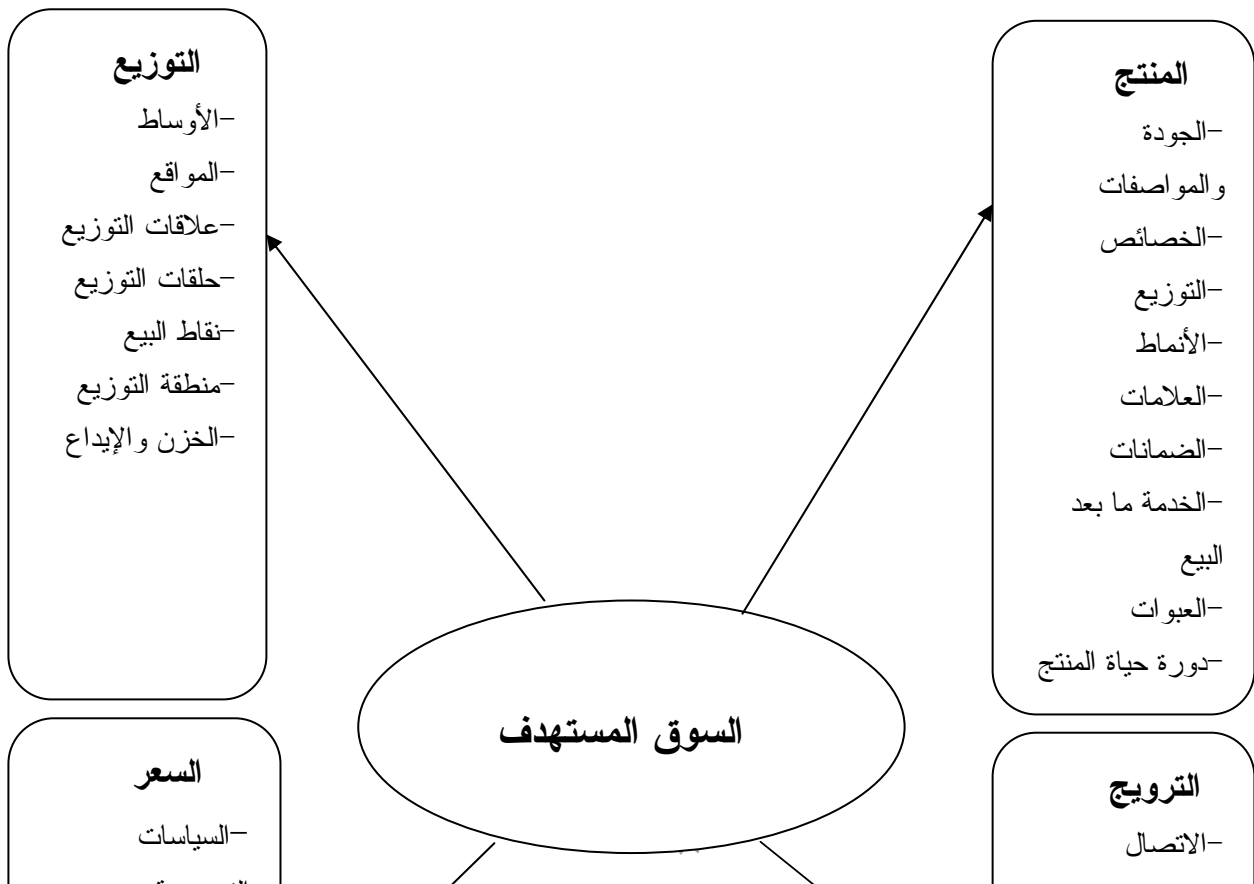 المنتج
-الجودة
والمواصفات
-الخصائص
-التوزيع
-الأنماط
-العلامات
-الضمانات
-الخدمة ما بعد
البيع
-العبوات
-دورة حياة المنتج
التوزيع
-الأوساط
-المواقع
-علاقات التوزيع
-حلقات التوزيع
-نقاط البيع
-منطقة التوزيع
-الخزن والإيداع
السوق المستهدف
الترويج
-الاتصال
السعر
-السياسات